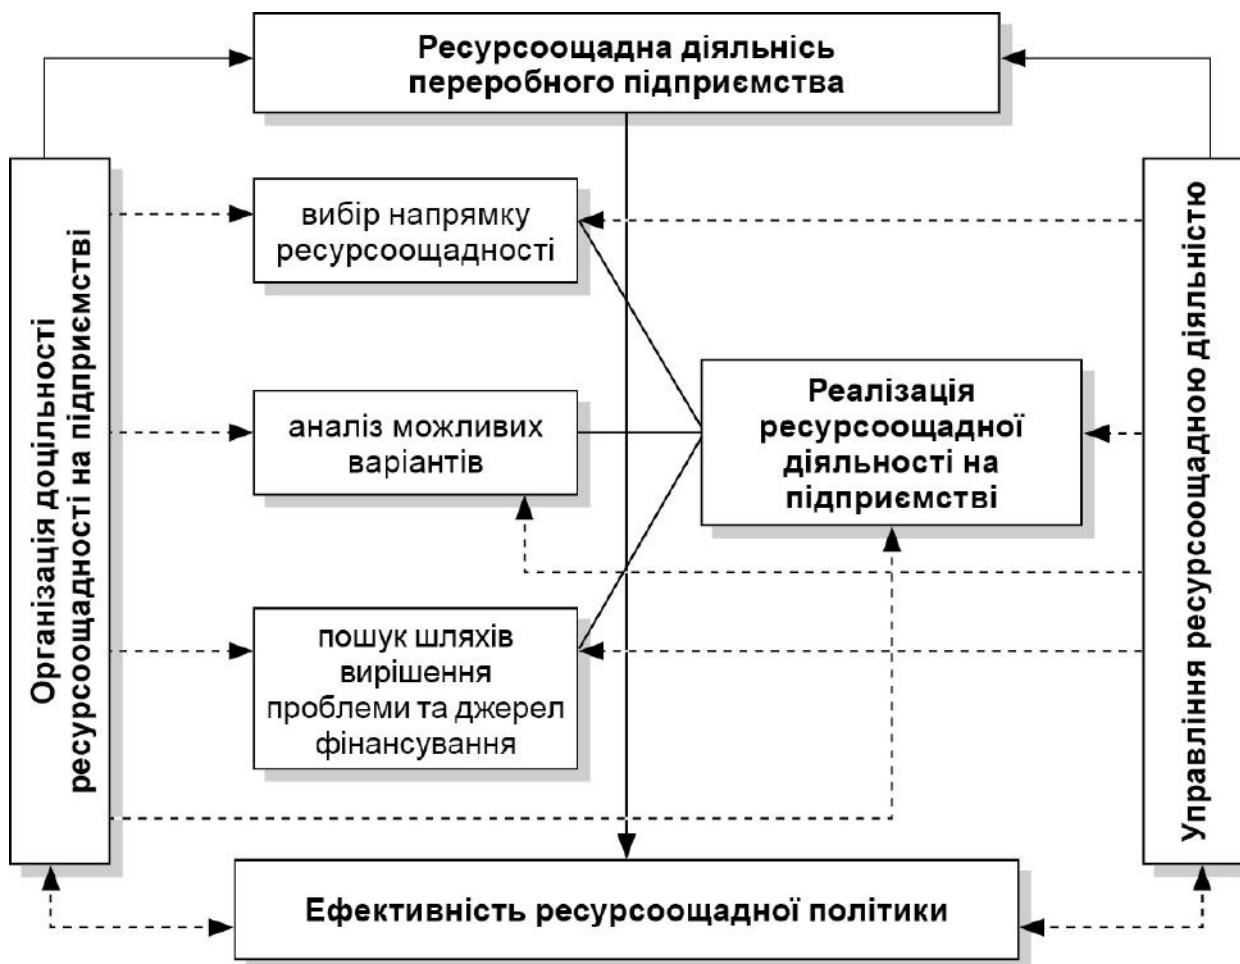 Ресурсоощадна діяльнісь
переробного підприємства
Організація доцільності
ресурсоощадності на підприємстві
вибір напрямку
ресурсоощадності
аналіз можливих
варіантів
пошук шляхів
вирішення
проблеми та джерел
фінансування
Реалізація
ресурсоощадної
діяльності на
підприємстві
Управління ресурсоощадною діяльністю
Ефективність ресурсоощадної політики